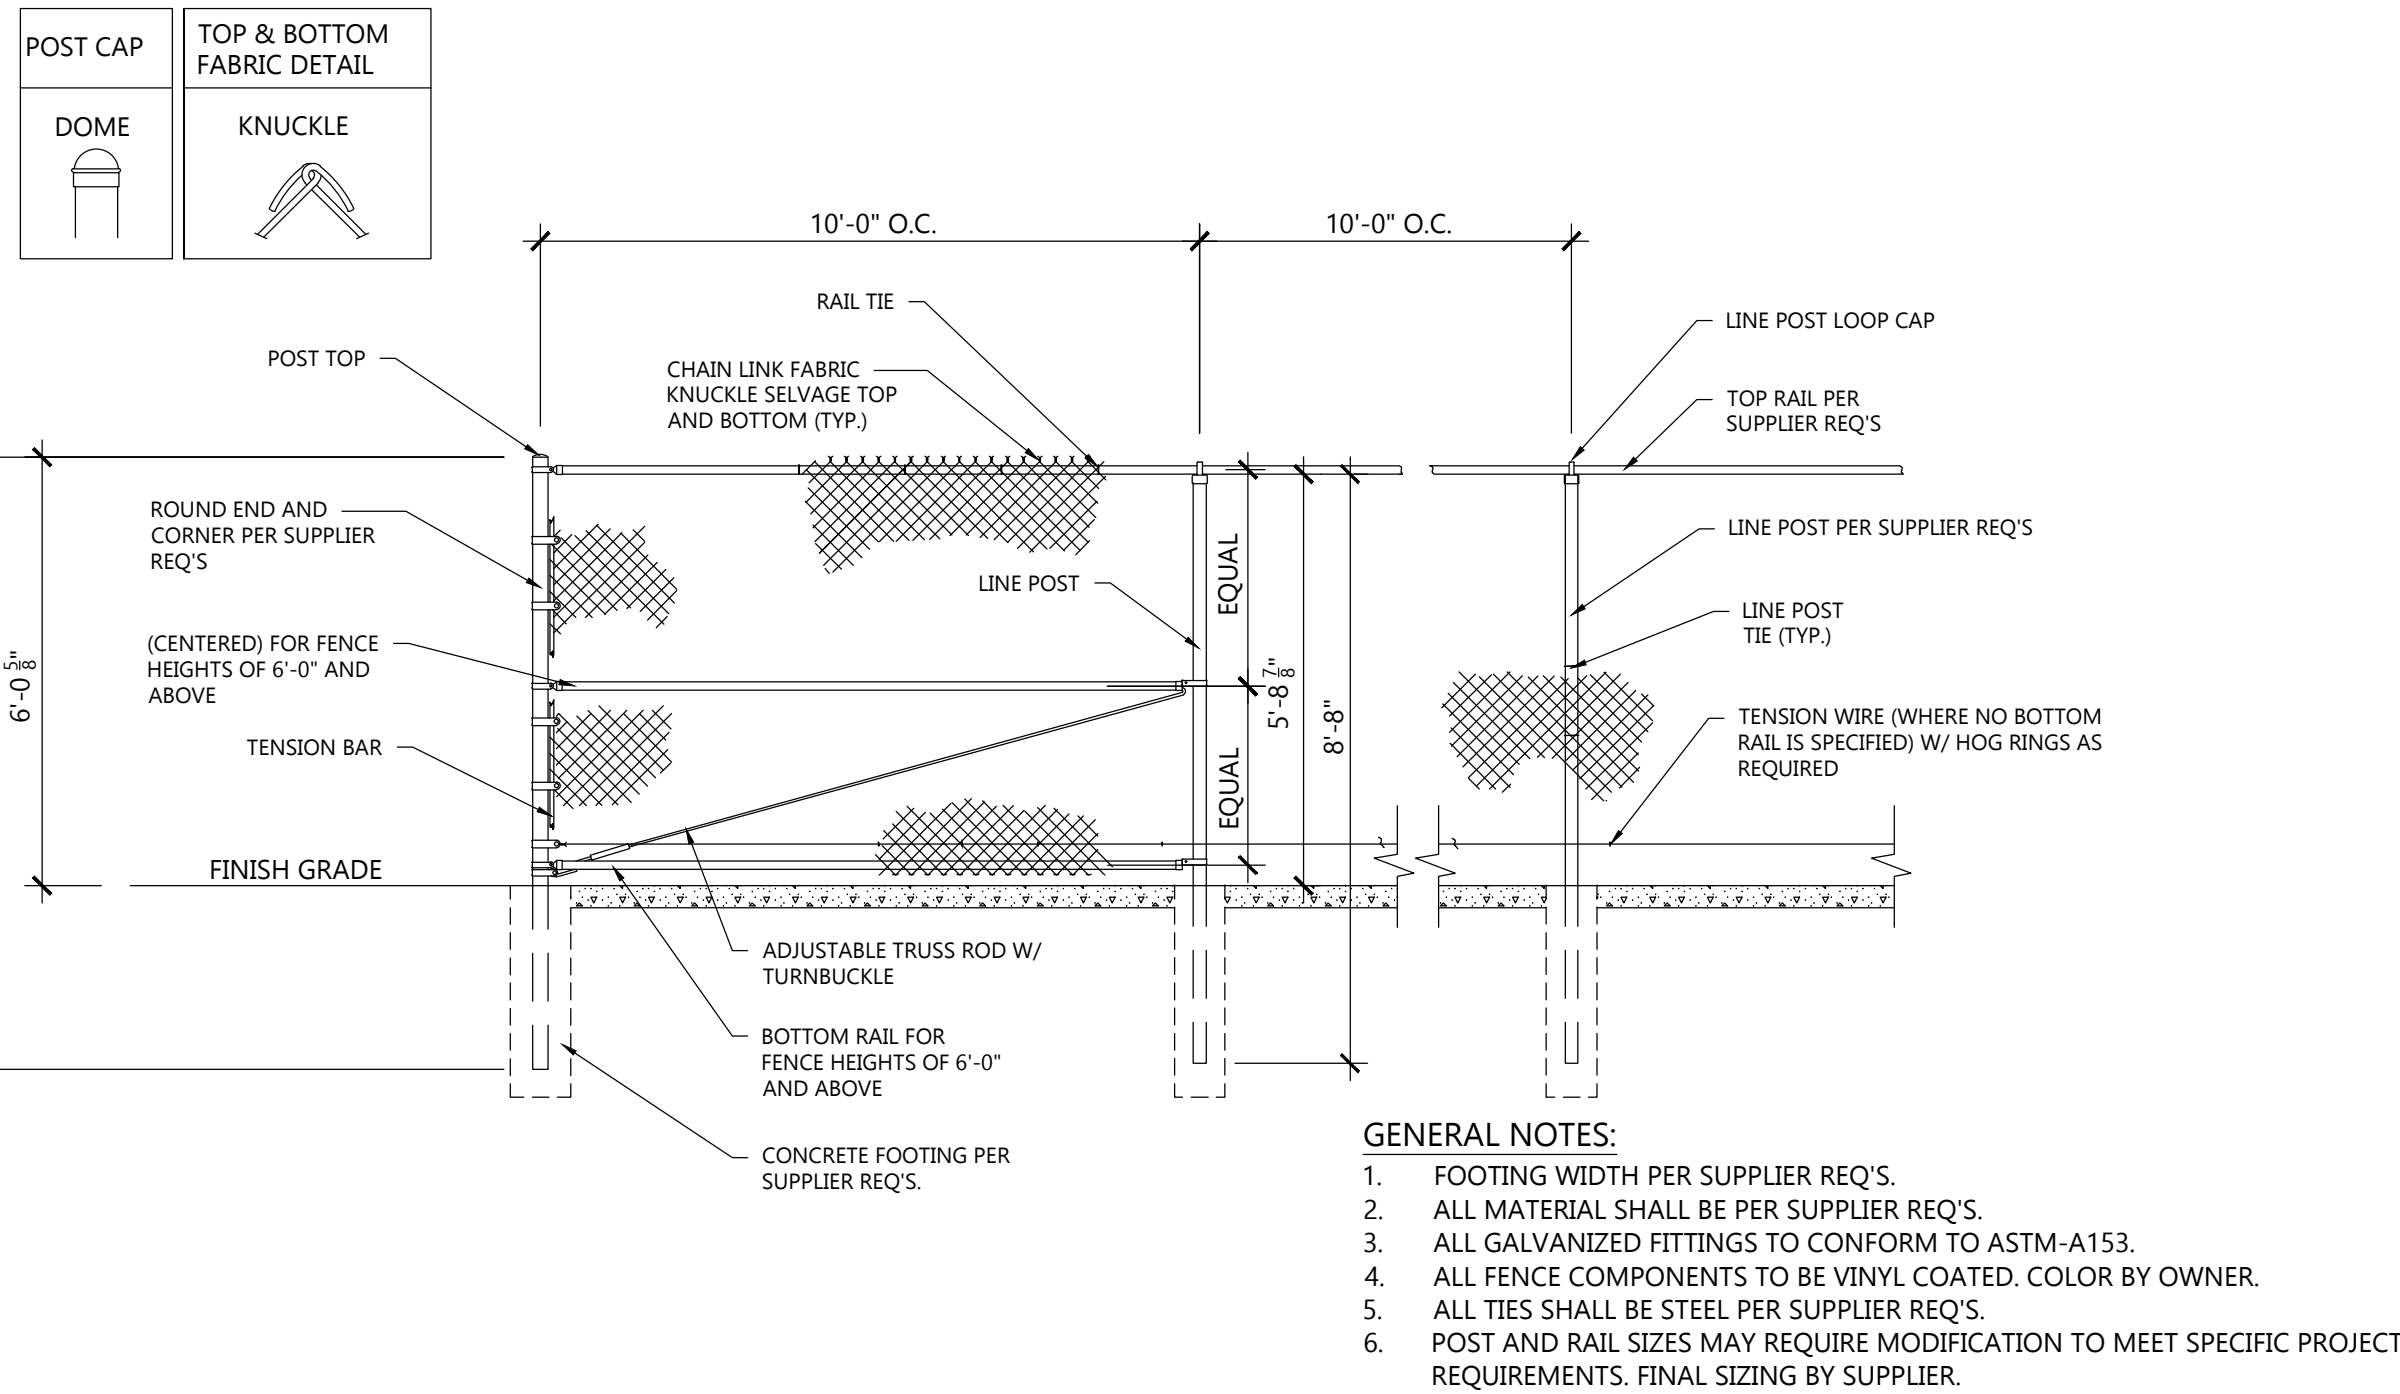 POST CAP
TOP & BOTTOM
FABRIC DETAIL
DOME
KNUCKLE
10'-0" O.C.
10'-0" O.C.
RAIL TIE
LINE POST LOOP CAP
POST TOP
CHAIN LINK FABRIC
KNUCKLE SELVAGE TOP
AND BOTTOM (TYP.)
TOP RAIL PER
SUPPLIER REQ'S
ROUND END AND
CORNER PER SUPPLIER
REQ'S
LINE POST PER SUPPLIER REQ'S
EQUAL
LINE POST
LINE POST
TIE (TYP.)
(CENTERED) FOR FENCE
HEIGHTS OF 6'-0" AND
ABOVE
6'-0 5/8"
5'-8 7/8"
8'-8"
TENSION WIRE (WHERE NO BOTTOM
RAIL IS SPECIFIED) W/ HOG RINGS AS
REQUIRED
TENSION BAR
EQUAL
FINISH GRADE
ADJUSTABLE TRUSS ROD W/
TURNBUCKLE
BOTTOM RAIL FOR
FENCE HEIGHTS OF 6'-0"
AND ABOVE
CONCRETE FOOTING PER
SUPPLIER REQ'S.
GENERAL NOTES:
1. FOOTING WIDTH PER SUPPLIER REQ'S.
2. ALL MATERIAL SHALL BE PER SUPPLIER REQ'S.
3. ALL GALVANIZED FITTINGS TO CONFORM TO ASTM-A153.
4. ALL FENCE COMPONENTS TO BE VINYL COATED. COLOR BY OWNER.
5. ALL TIES SHALL BE STEEL PER SUPPLIER REQ'S.
6. POST AND RAIL SIZES MAY REQUIRE MODIFICATION TO MEET SPECIFIC PROJECT
REQUIREMENTS. FINAL SIZING BY SUPPLIER.